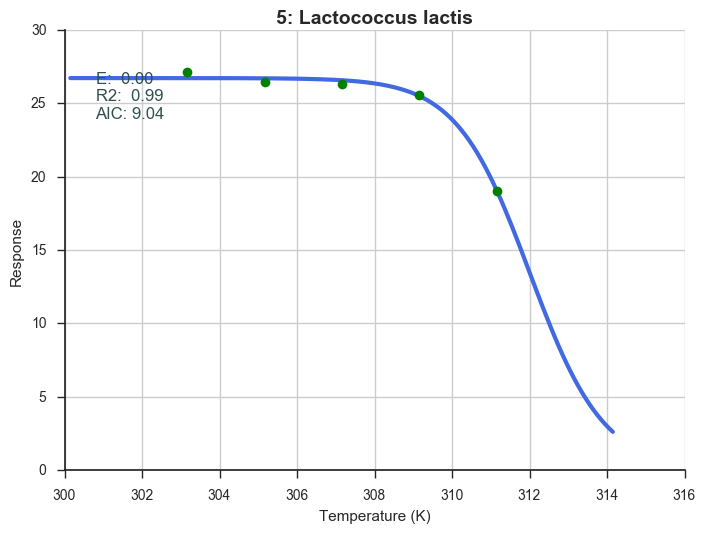 5: Lactococcus lactis
30
25
20
15
10
5
0
Response
E:  0.00
R2:  0.99
AIC: 9.04
300 302 304 306 308 310 312 314 316
Temperature (K)